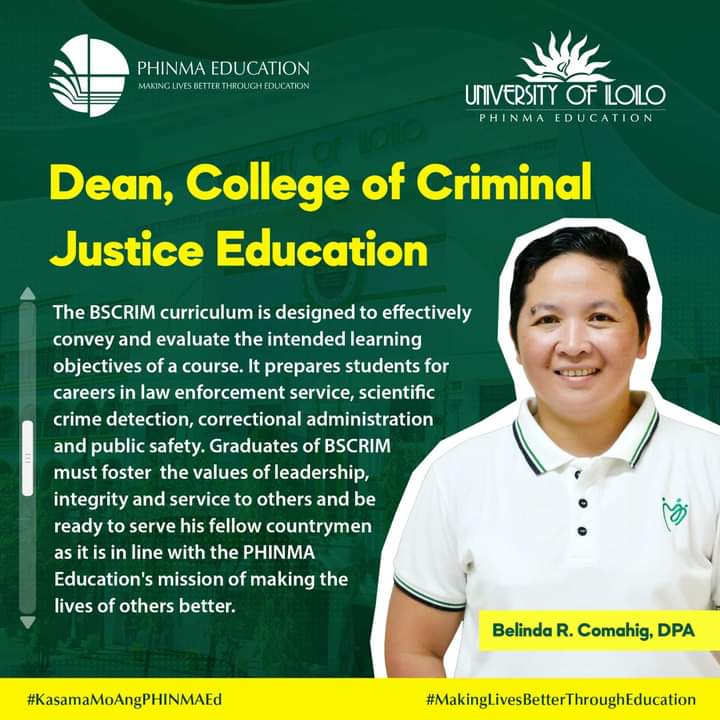 PHINMA EDUCATION
MAKING LIVES BETTER THROUGH EDUCATION
UNIVERSITY OF ILOILO
PHINMA EDUCATION
Dean, College of Criminal
Justice Education
The BSCRIM curriculum is designed to effectively
convey and evaluate the intended learning
objectives of a course. It prepares students for
careers in law enforcement service, scientific
crime detection, correctional administration
and public safety. Graduates of BSCRIM
must foster the values of leadership,
integrity and service to others and be
ready to serve his fellow countrymen
as it is in line with the PHINMA
Education's mission of making the
lives of others better.
Belinda R. Comahig, DPA
#KasamaMoAngPHINMAEd
#MakingLivesBetterThroughEducation